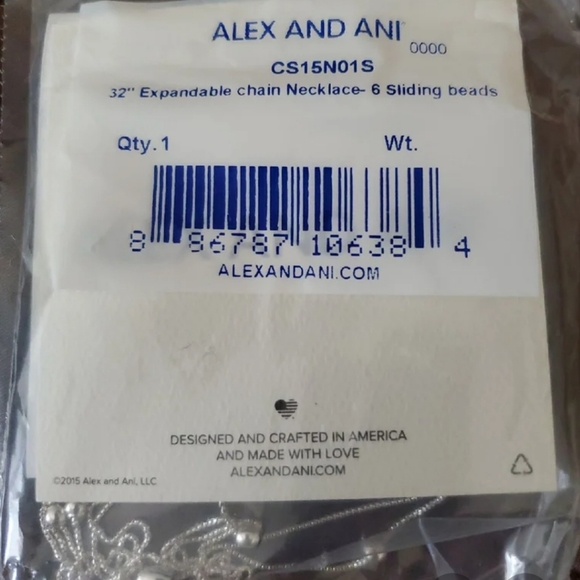 ALEX AND ANI
0000
CS15N01S
32" Expandable chain Necklace- 6 Sliding beads
Qty.1 Wt.
8 86787 10638 4
ALEXANDANI.COM
DESIGNED AND CRAFTED IN AMERICA
AND MADE WITH LOVE
ALEXANDANI.COM
©2015 Alex and Ani, LLC